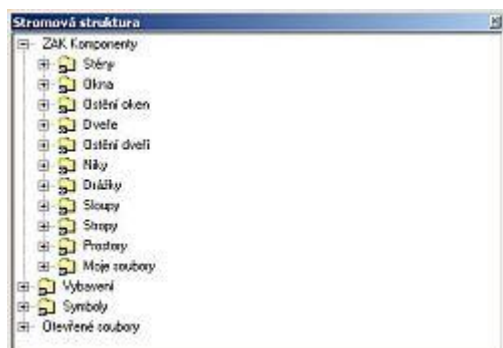 Stromová struktura
ZAK Komponenty
Stěny
Okna
Ostění oken
Dveře
Ostění dveří
Niky
Drážky
Sloupy
Stropy
Prostory
Moje soubory
Vybavení
Symboly
Otevřené soubory